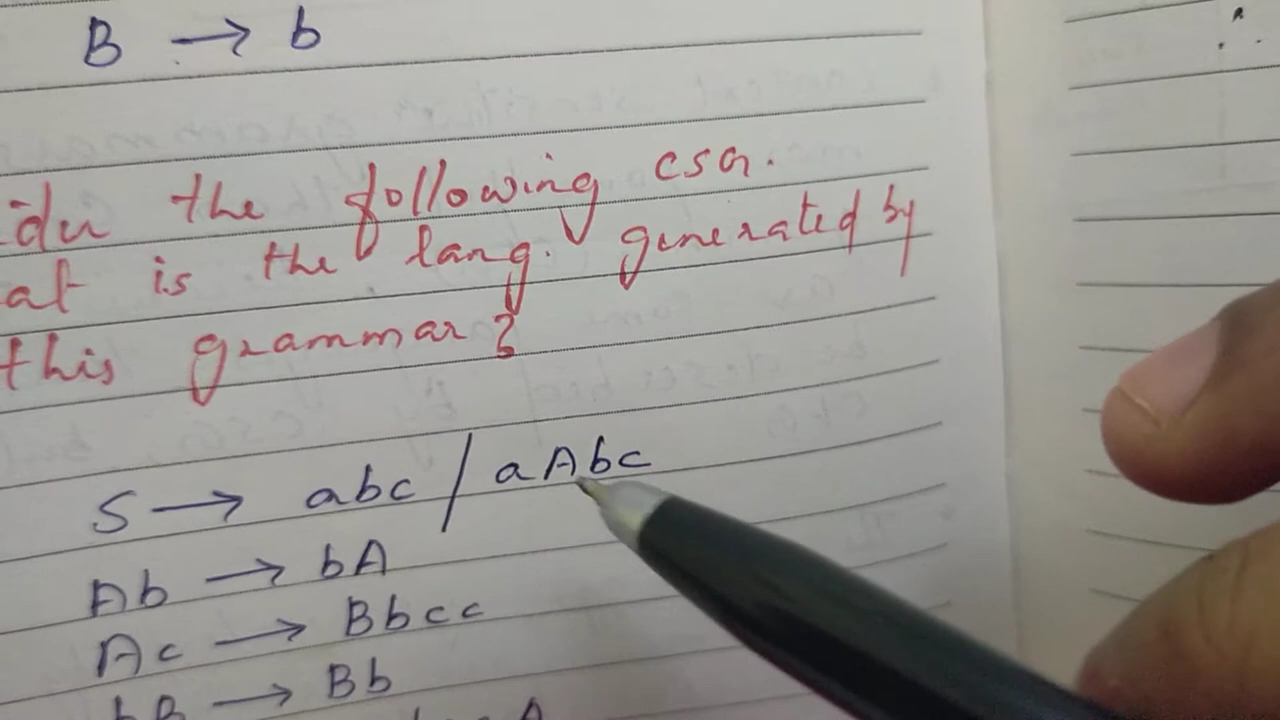 B → b
du the following CSG.
at is the lang. generated by
this grammar?
S → abc / aAbc
Ab → bA
Ac → Bbcc
bB → Bb
A